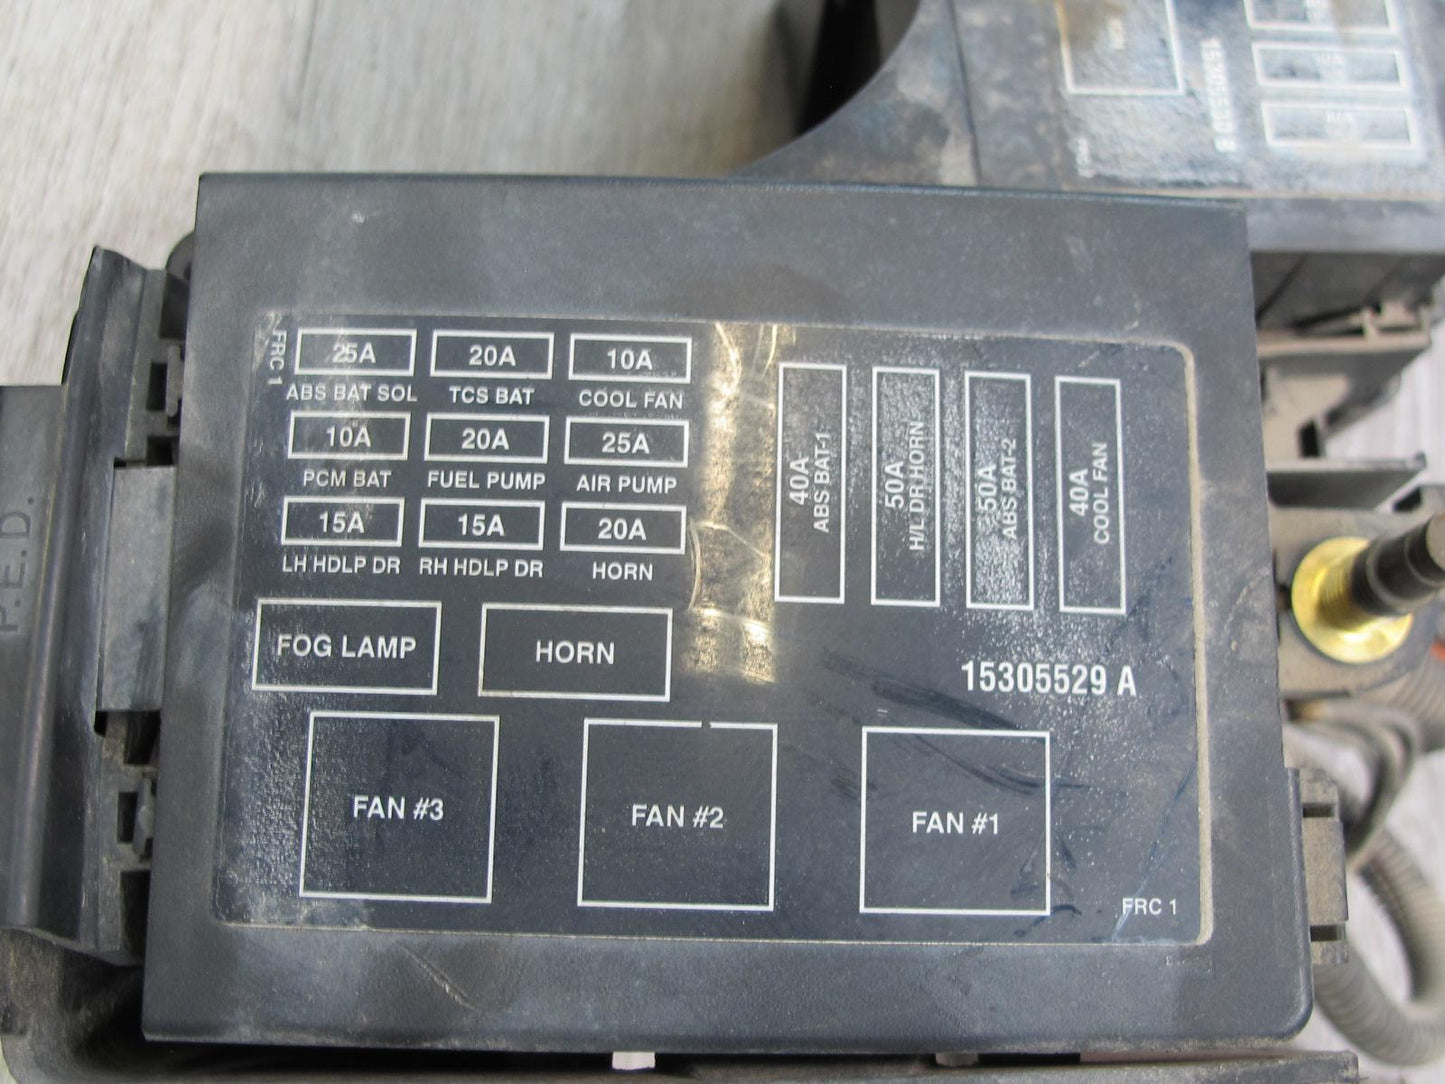 FRC 1
25A 20A 10A
ABS BAT SOL TCS BAT COOL FAN
10A 20A 25A
PCM BAT FUEL PUMP AIR PUMP
15A 15A 20A
LH HDLP DR RH HDLP DR HORN
40A
ABS BAT-1
50A
H/L DR HORN
50A
ABS BAT-2
40A
COOL FAN
FOG LAMP HORN
15305529 A
FAN #3 FAN #2 FAN #1
FRC 1
P.E.D.